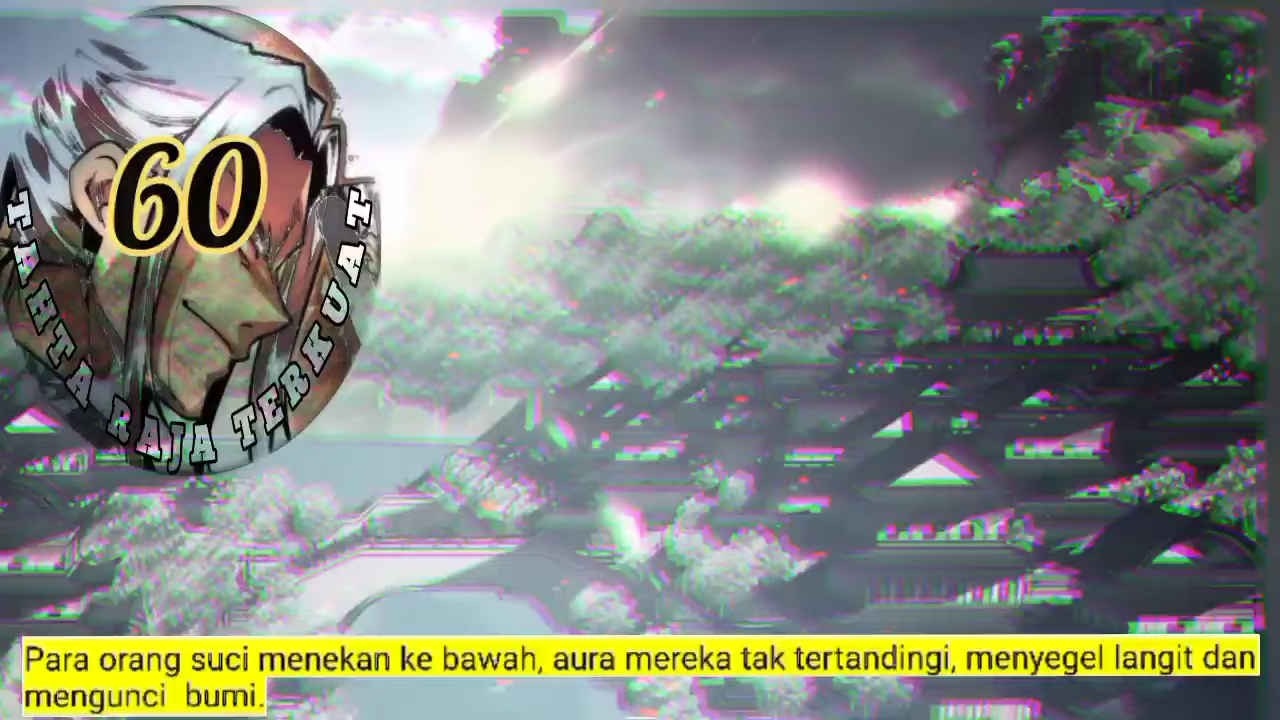 60
TAHTA RAJA TERKUAT
Para orang suci menekan ke bawah, aura mereka tak tertandingi, menyegel langit dan
mengunci bumi.